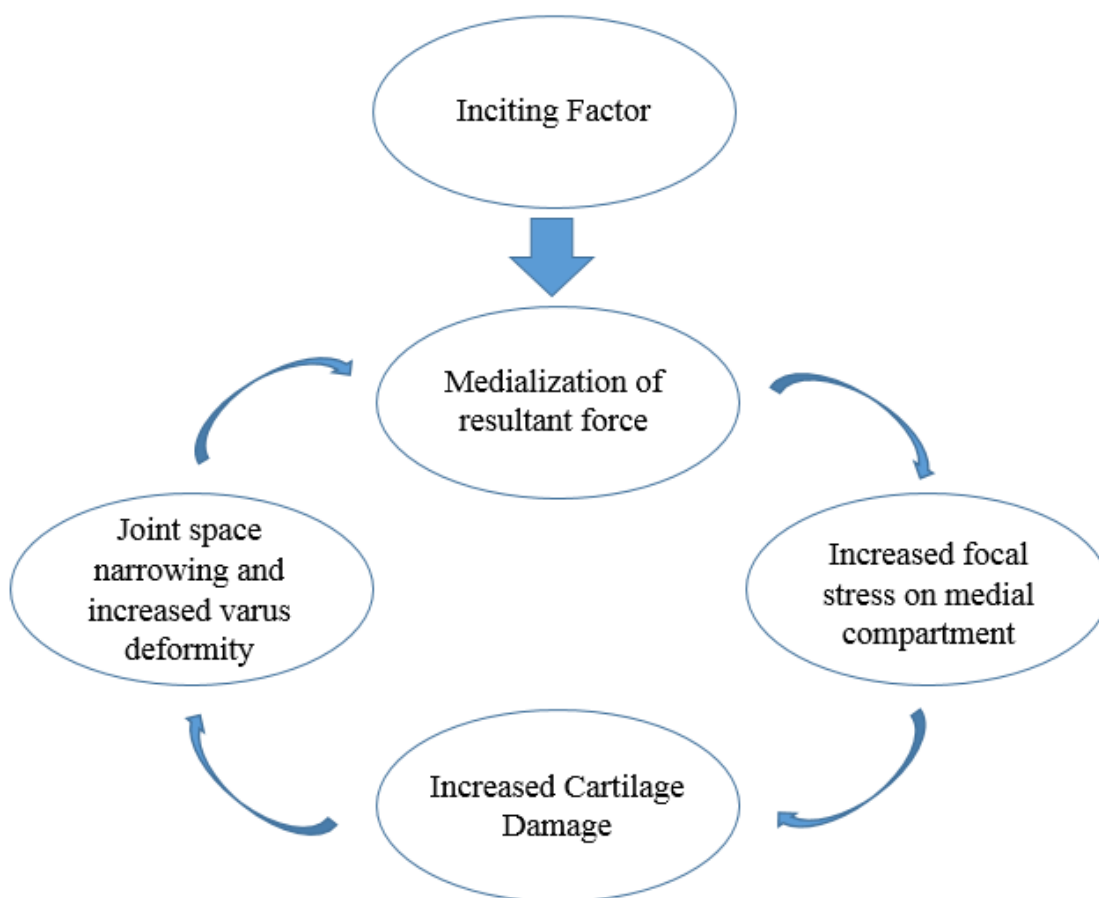 Inciting Factor
Medialization of
resultant force
Increased focal
stress on medial
compartment
Increased Cartilage
Damage
Joint space
narrowing and
increased varus
deformity